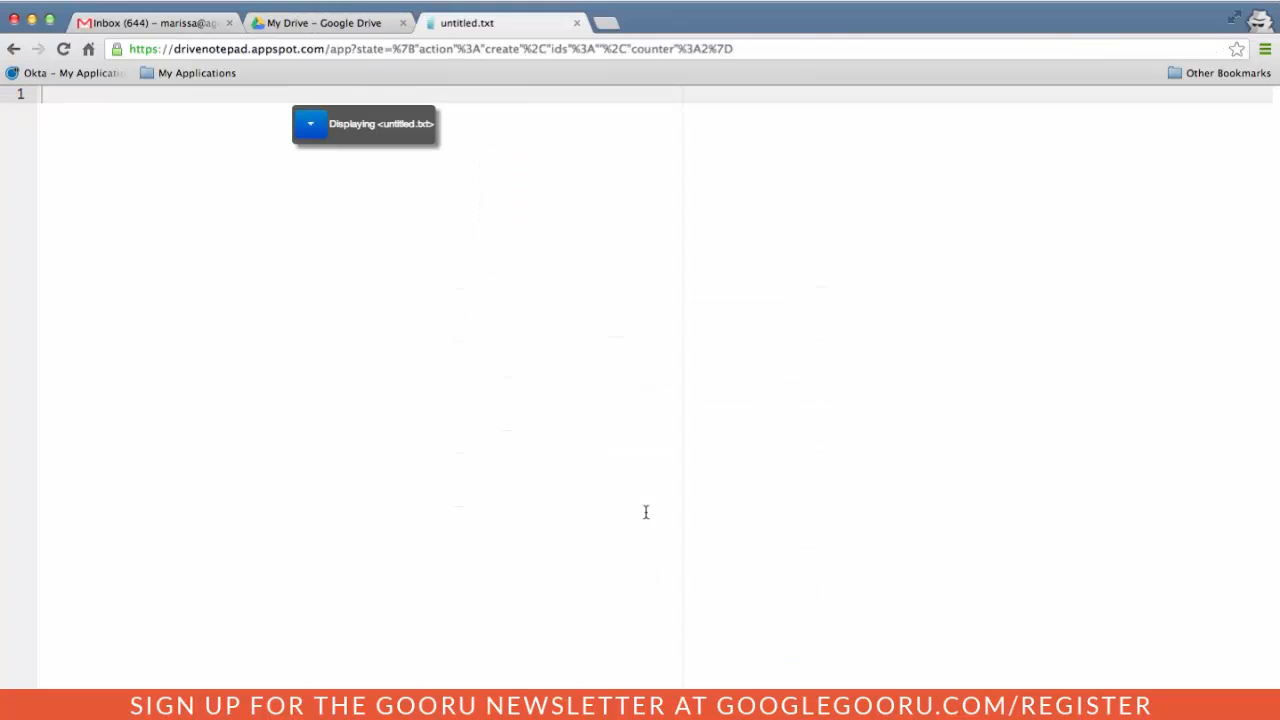 Inbox (644) – marissa@ag
My Drive – Google Drive
untitled.txt
https://drivenotepad.appspot.com/app?state=%7B"action"%3A"create"%2C"ids"%3A""%2C"counter"%3A2%7D
Okta – My Applicati
My Applications
Other Bookmarks
1
Displaying <untitled.txt>
SIGN UP FOR THE GOORU NEWSLETTER AT GOOGLEGOORU.COM/REGISTER